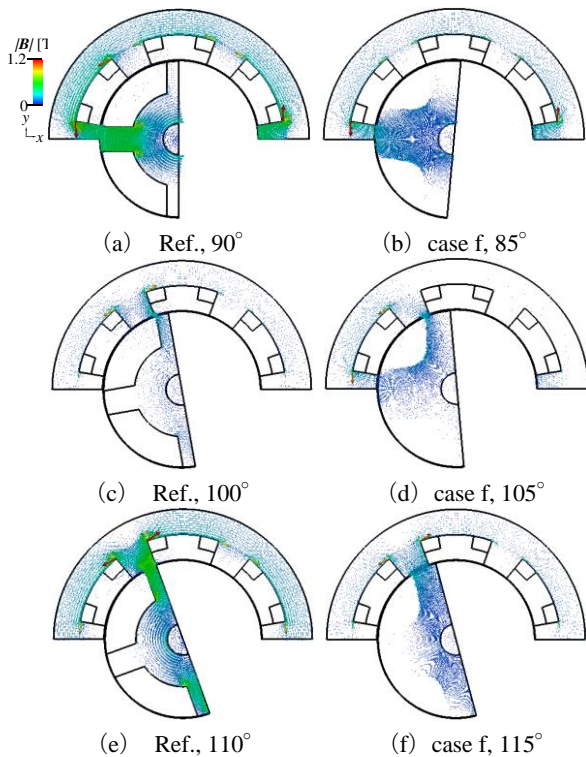 |B| [T
1.2
0
y
x
(a) Ref., 90°
(b) case f, 85°
(c) Ref., 100°
(d) case f, 105°
(e) Ref., 110°
(f) case f, 115°